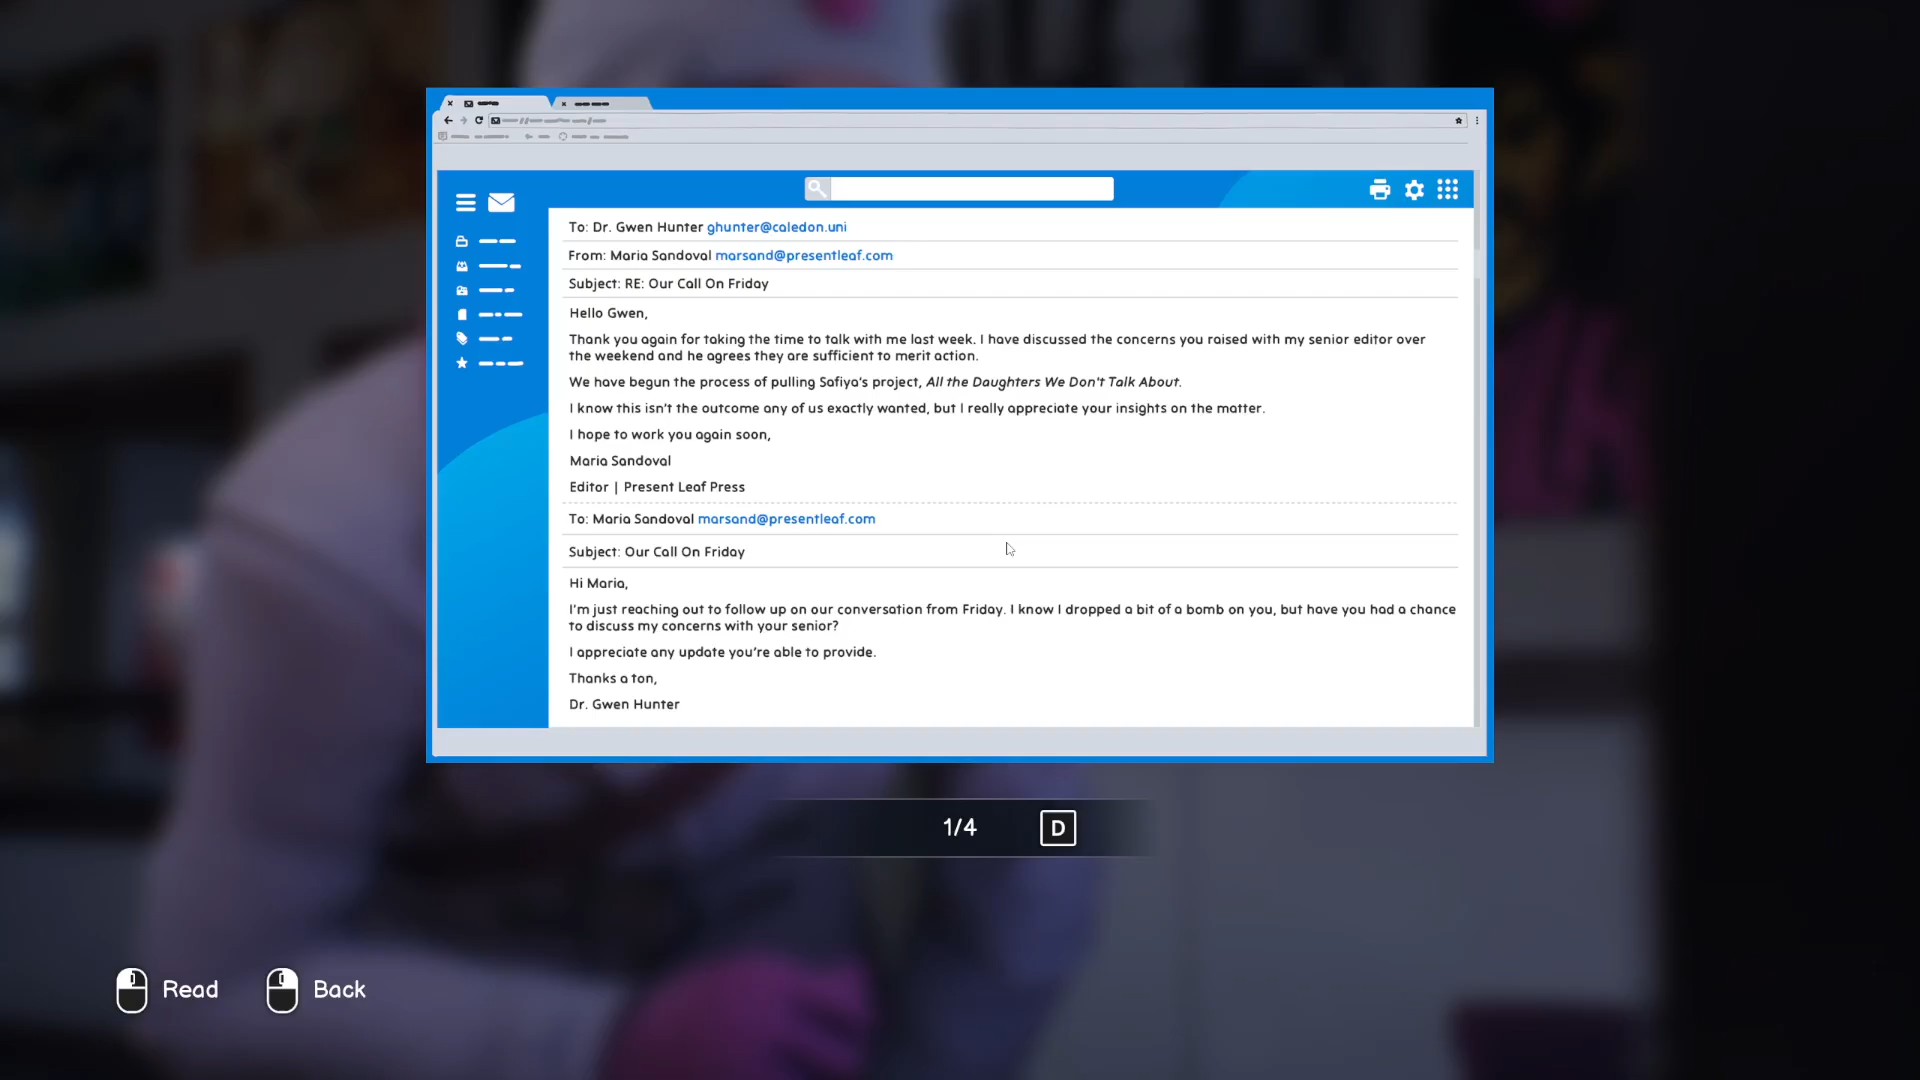 To: Dr. Gwen Hunter ghunter@caledon.uni
From: Maria Sandoval marsand@presentleaf.com
Subject: RE: Our Call On Friday
Hello Gwen,
Thank you again for taking the time to talk with me last week. I have discussed the concerns you raised with my senior editor over
the weekend and he agrees they are sufficient to merit action.
We have begun the process of pulling Safiya's project, All the Daughters We Don't Talk About.
I know this isn't the outcome any of us exactly wanted, but I really appreciate your insights on the matter.
I hope to work you again soon,
Maria Sandoval
Editor | Present Leaf Press
To: Maria Sandoval marsand@presentleaf.com
Subject: Our Call On Friday
Hi Maria,
I'm just reaching out to follow up on our conversation from Friday. I know I dropped a bit of a bomb on you, but have you had a chance
to discuss my concerns with your senior?
I appreciate any update you're able to provide.
Thanks a ton,
Dr. Gwen Hunter
1/4 D
Read Back